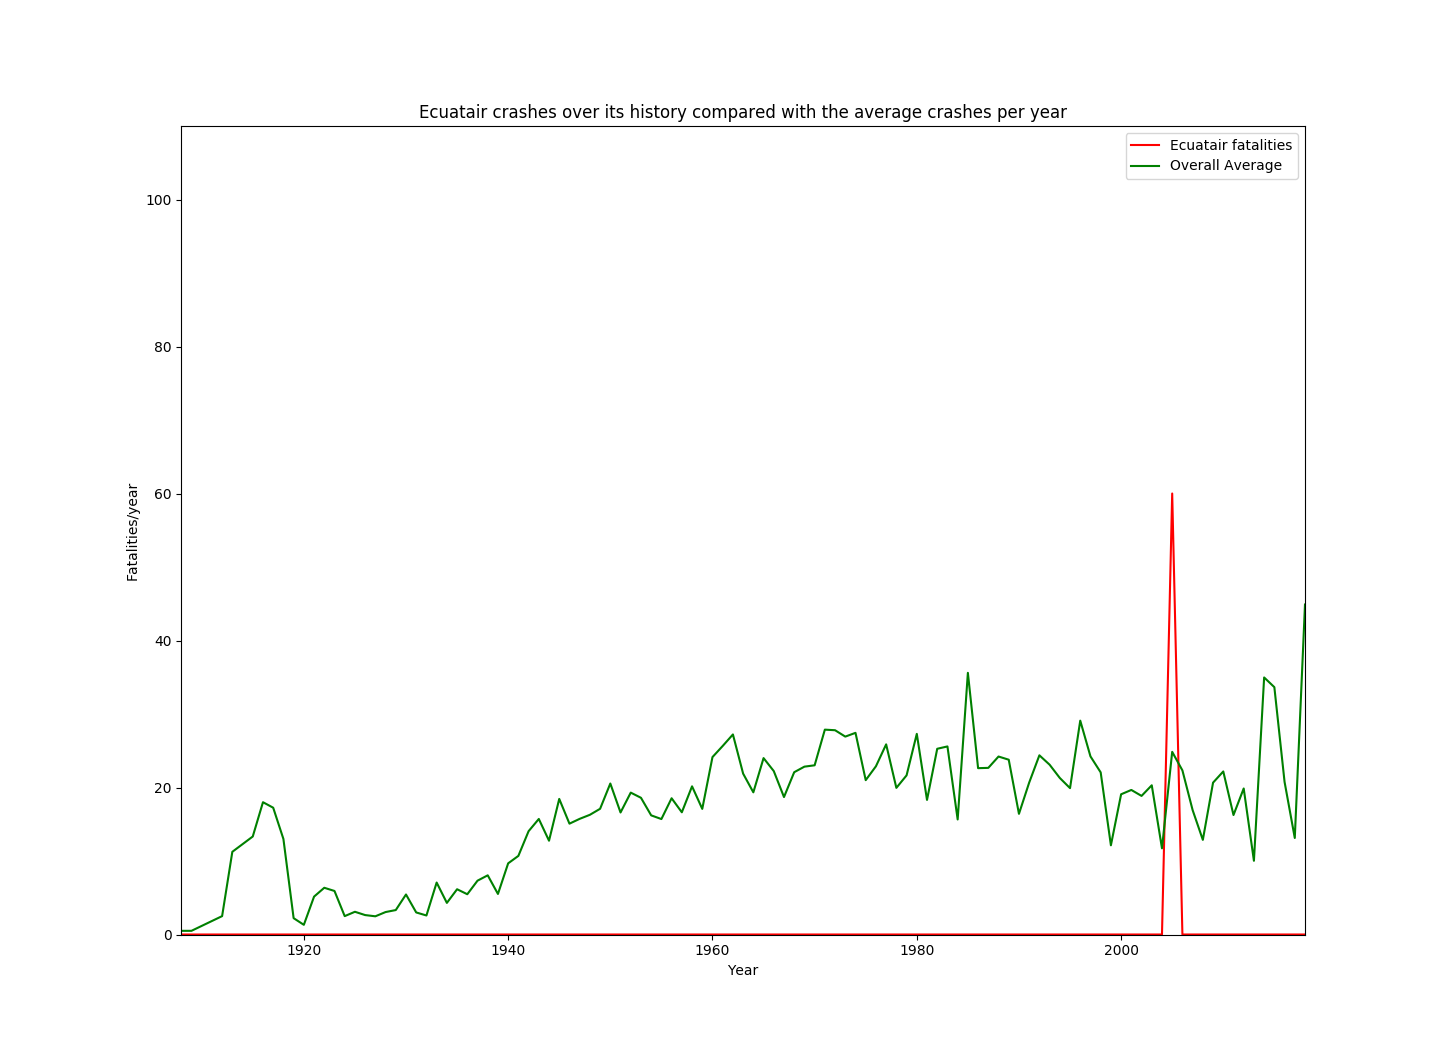 Ecuatair crashes over its history compared with the average crashes per year
Ecuatair fatalities
Overall Average
100
80
60
40
20
0
Fatalities/year
1920
1940
1960
1980
2000
Year